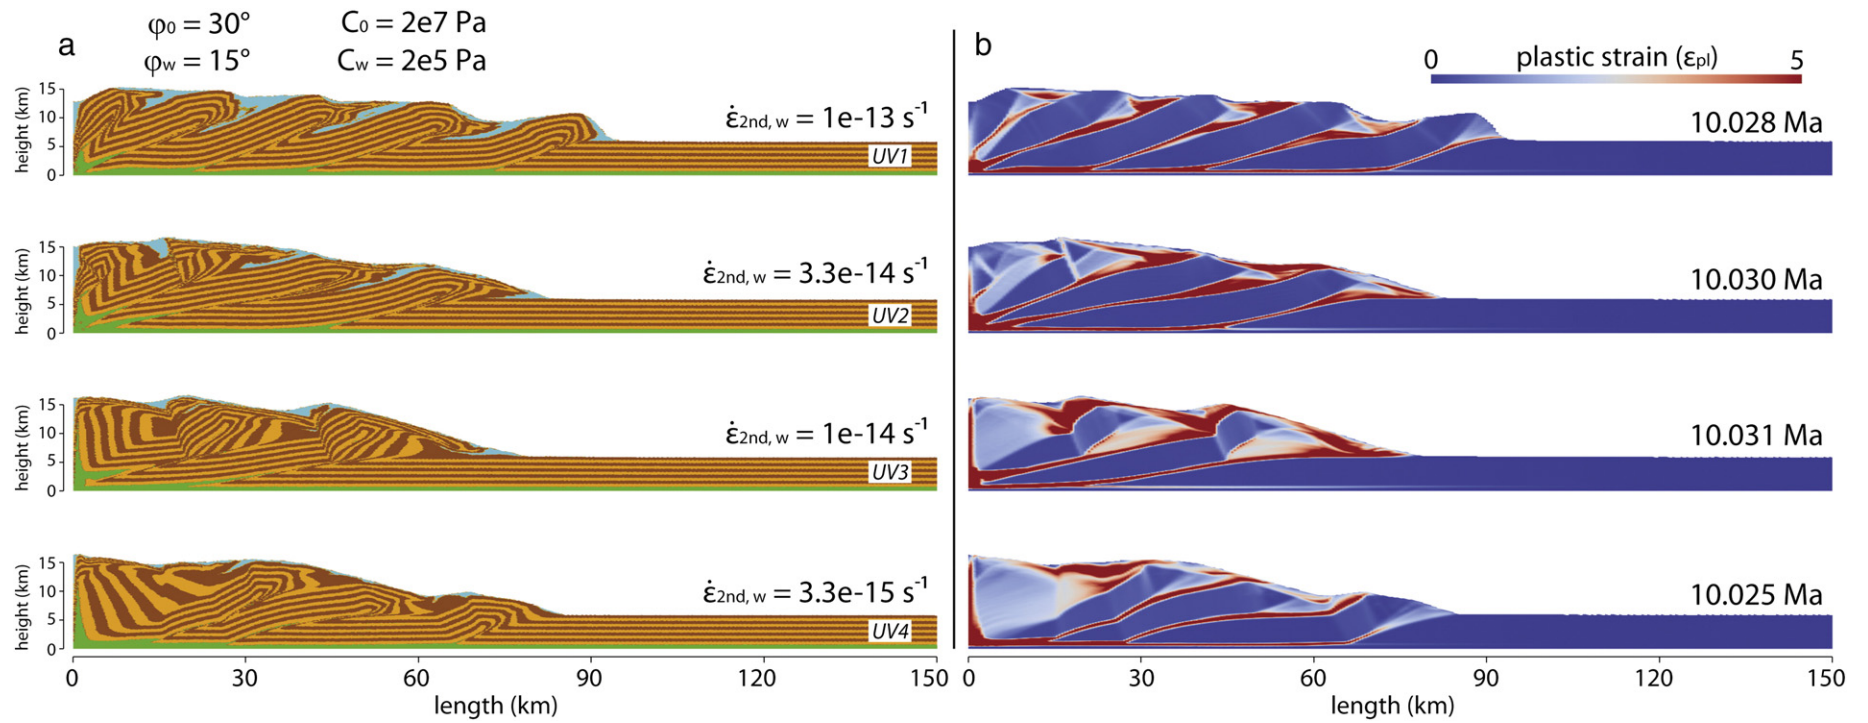 φ₀ = 30° C₀ = 2e7 Pa
a
φw = 15° Cw = 2e5 Pa
height (km)
15
10
5
0
ε̇2nd, w = 1e-13 s⁻¹
UV1
height (km)
15
10
5
0
ε̇2nd, w = 3.3e-14 s⁻¹
UV2
height (km)
15
10
5
0
ε̇2nd, w = 1e-14 s⁻¹
UV3
height (km)
15
10
5
0
ε̇2nd, w = 3.3e-15 s⁻¹
UV4
0 30 60 90 120 150
length (km)
b
0 plastic strain (εpl) 5
10.028 Ma
10.030 Ma
10.031 Ma
10.025 Ma
0 30 60 90 120 150
length (km)